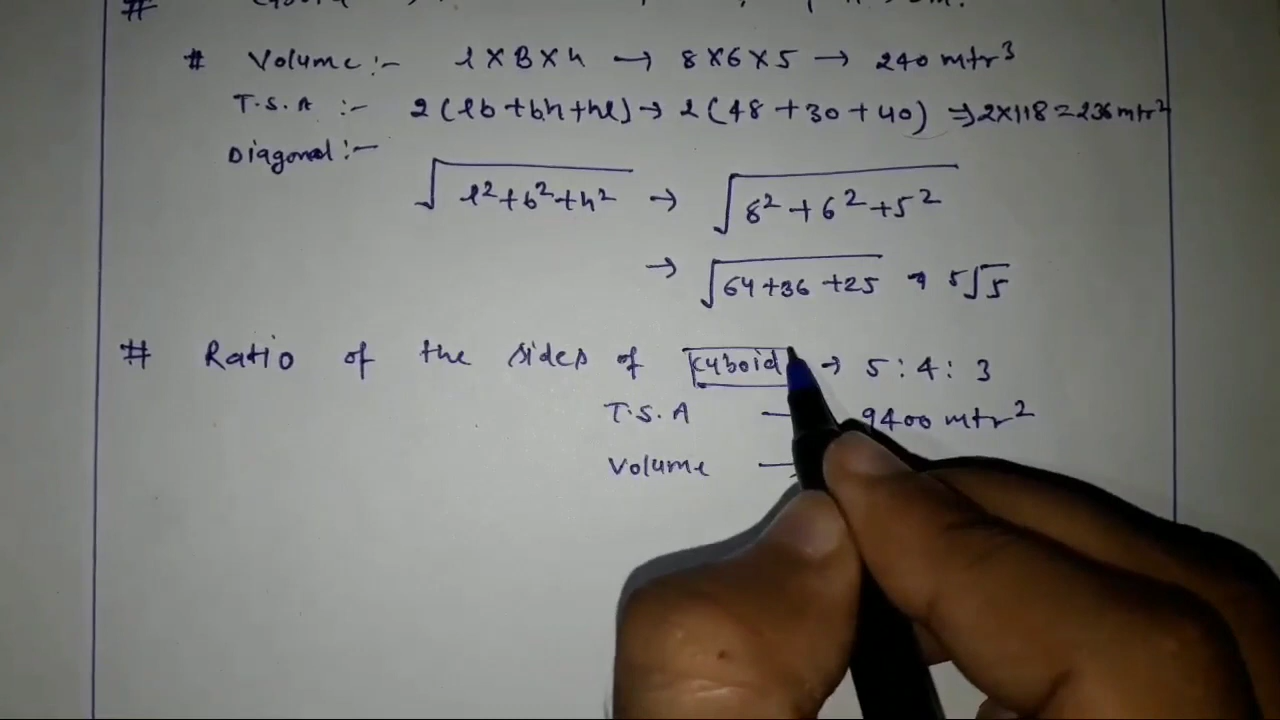 #
# Volume :- l X B X h → 8 X 6 X 5 → 240 mtr³
T.S.A :- 2 (lb + bh + hl) → 2 (48 + 30 + 40) ⇒ 2 X 118 = 236 mtr²
Diagonal :-
√l² + b² + h² → √8² + 6² + 5²
→ √64 + 36 + 25 → 5√5
# Ratio of the sides of cuboid → 5 : 4 : 3
T.S.A — 9400 mtr²
Volume —